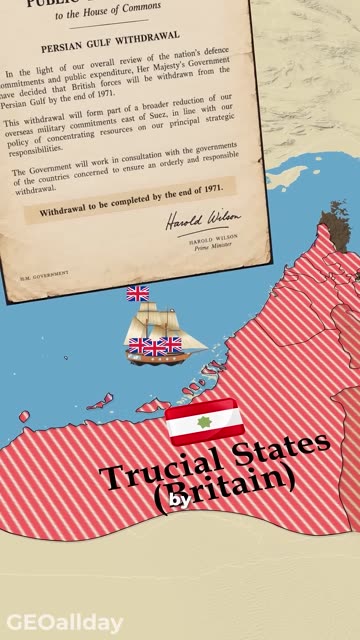 to the House of Commons
PERSIAN GULF WITHDRAWAL
In the light of our overall review of the nation's defence
commitments and public expenditure, Her Majesty's Government
have decided that British forces will be withdrawn from the
Persian Gulf by the end of 1971.
This withdrawal will form part of a broader reduction of our
overseas military commitments east of Suez, in line with our
policy of concentrating resources on our principal strategic
responsibilities.
The Government will work in consultation with the governments
of the countries concerned to ensure an orderly and responsible
withdrawal.
Withdrawal to be completed by the end of 1971.
Harold Wilson
HAROLD WILSON
Prime Minister
H.M. GOVERNMENT
Trucial States
(Britain)
by
GEOallday